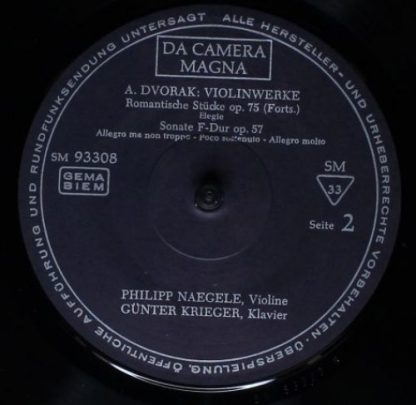 DA CAMERA
MAGNA
A. DVORAK: VIOLINWERKE
Romantische Stücke op. 75 (Forts.)
Elegie
Sonate F-Dur op. 57
Allegro ma non troppo - Poco sostenuto - Allegro molto
SM 93308
GEMA
BIEM
SM
33
Seite 2
PHILIPP NAEGELE, Violine
GÜNTER KRIEGER, Klavier
ALLE HERSTELLER- UND URHEBERRECHTE VORBEHALTEN · ÜBERSPIELUNG, ÖFFENTLICHE AUFFÜHRUNG UND RUNDFUNKSENDUNG UNTERSAGT